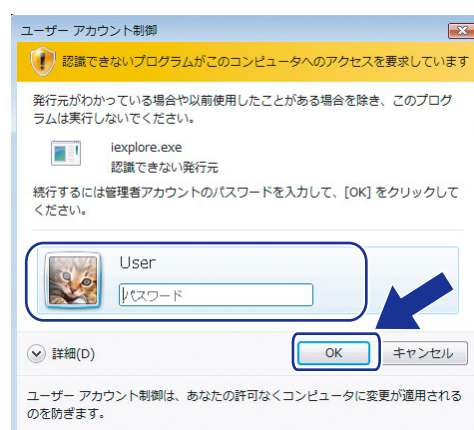 ユーザー アカウント制御
認識できないプログラムがこのコンピュータへのアクセスを要求しています
発行元がわかっている場合や以前使用したことがある場合を除き、このプログ
ラムは実行しないでください。
iexplore.exe
認識できない発行元
続行するには管理者アカウントのパスワードを入力して、[OK] をクリックして
ください。
User
パスワード
詳細(D)
OK
キャンセル
ユーザー アカウント制御は、あなたの許可なくコンピュータに変更が適用される
のを防ぎます。